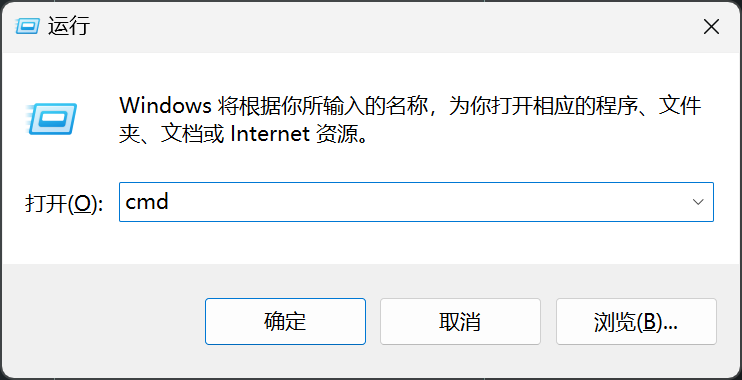 运行
Windows 将根据你所输入的名称，为你打开相应的程序、文件
夹、文档或 Internet 资源。
打开(O): cmd
确定 取消 浏览(B)...